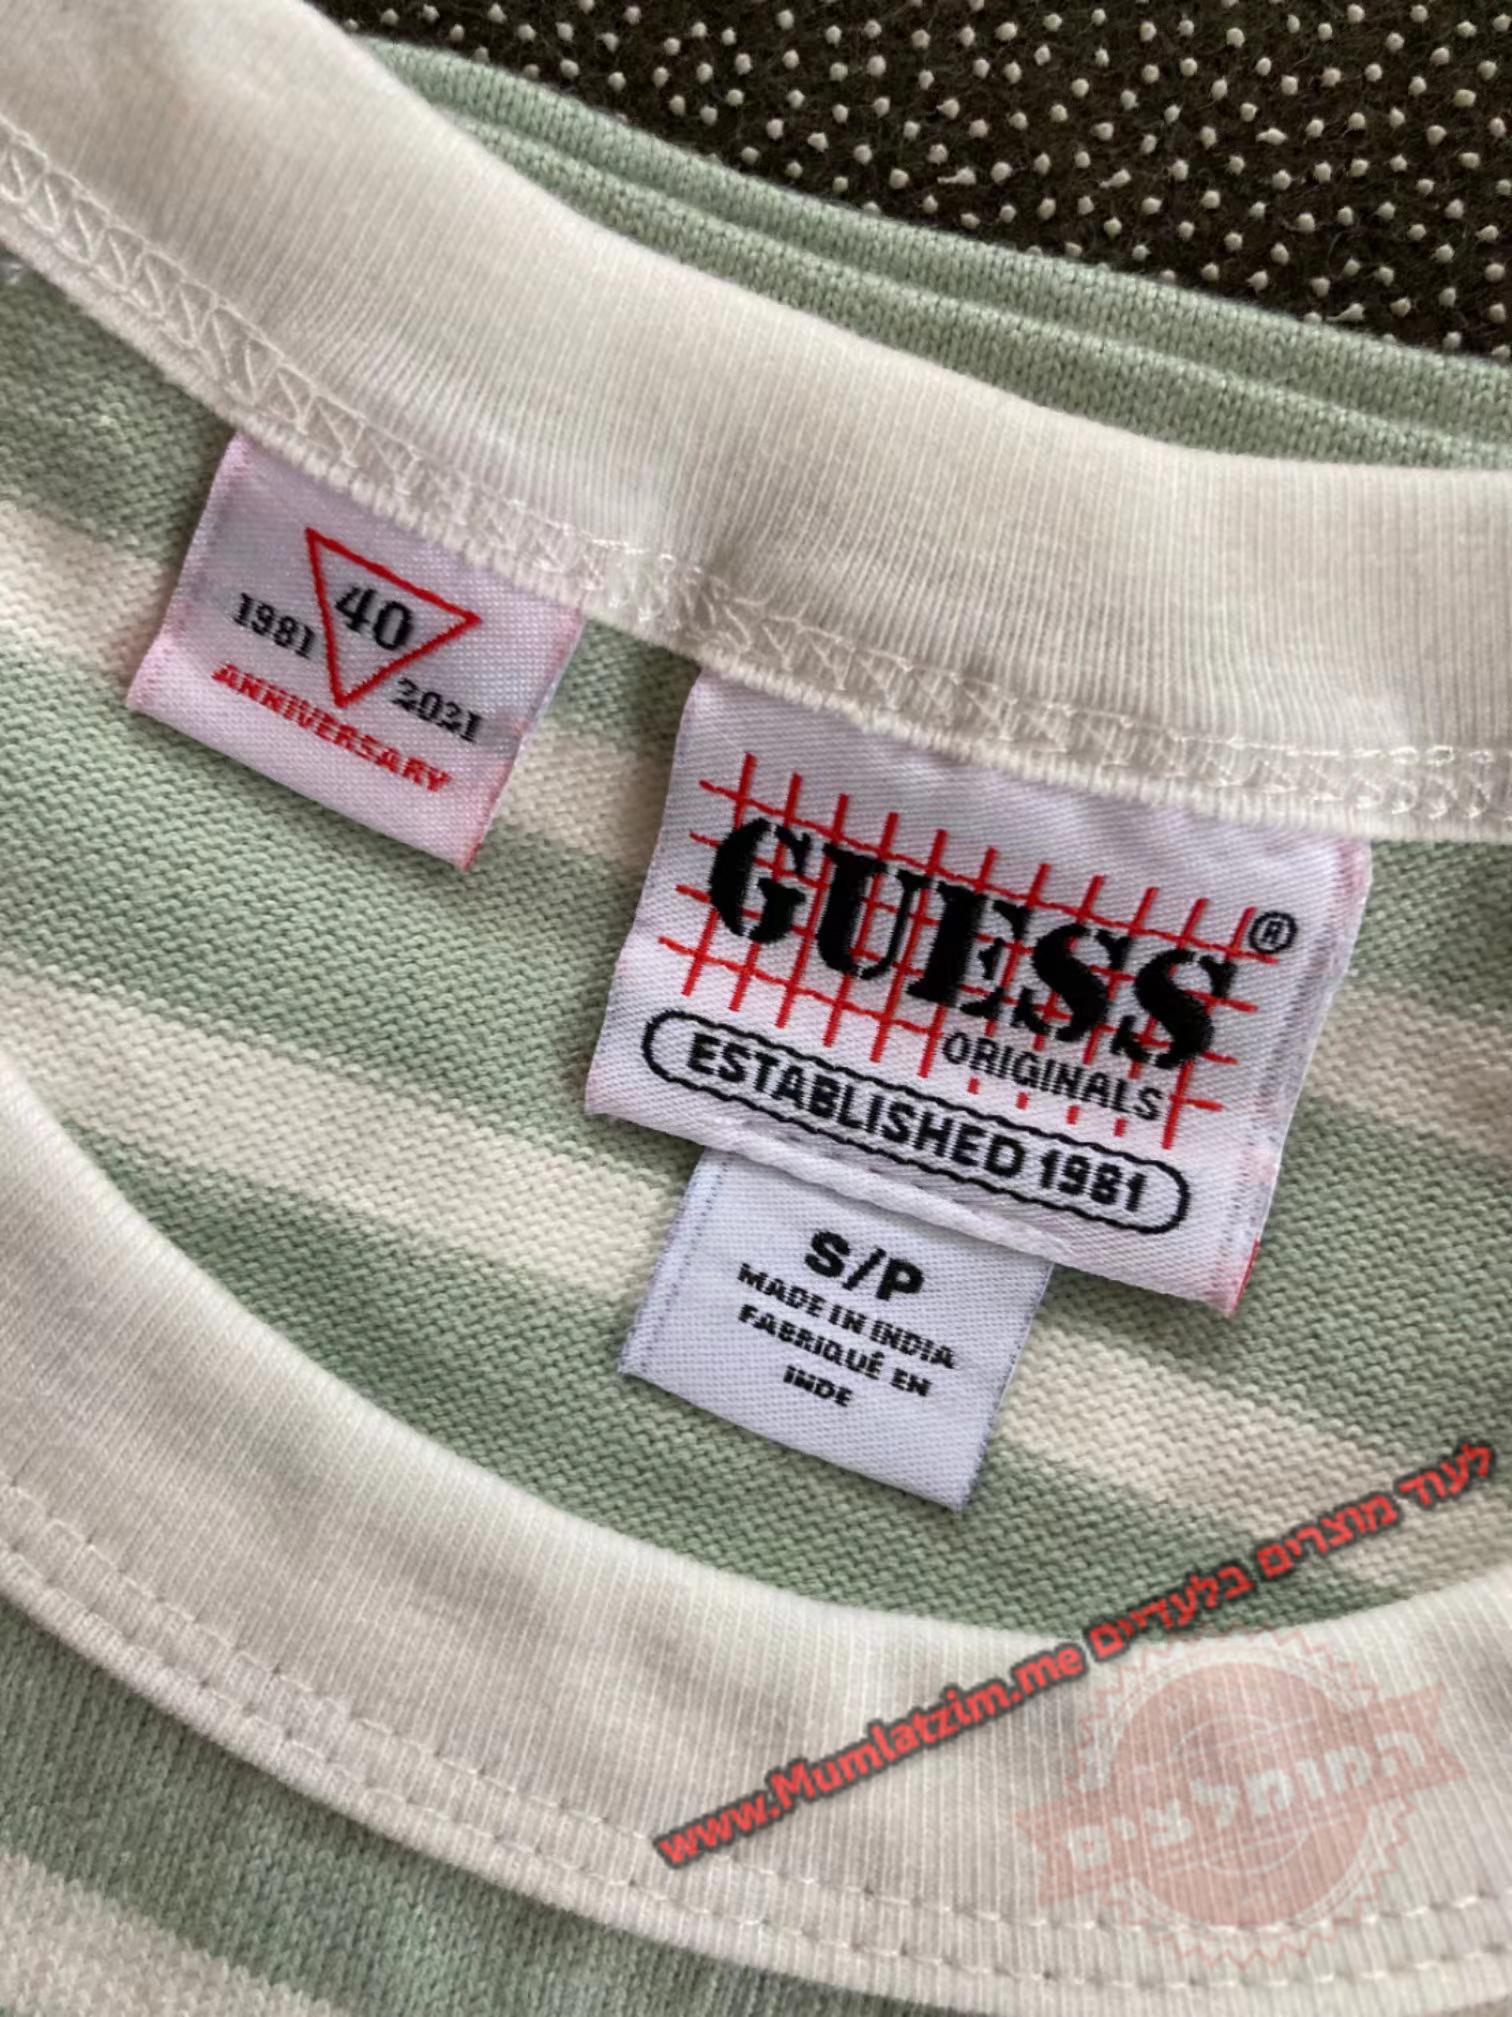 40
1981
2021
ANNIVERSARY
GUESS®
ORIGINALS
ESTABLISHED 1981
S/P
MADE IN INDIA
FABRIQUÉ EN
INDE
לעוד מוצרים בלעדיים www.Mumlatzim.me
המומלצים